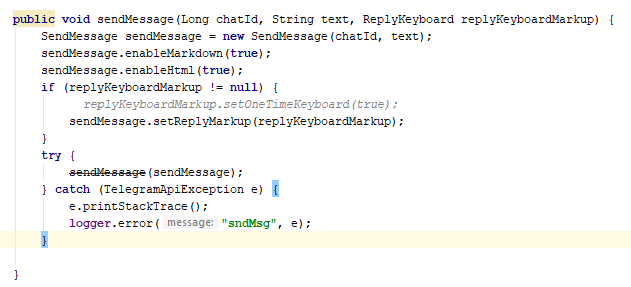 public void sendMessage(Long chatId, String text, ReplyKeyboard replyKeyboardMarkup) {
    SendMessage sendMessage = new SendMessage(chatId, text);
    sendMessage.enableMarkdown(true);
    sendMessage.enableHtml(true);
    if (replyKeyboardMarkup != null) {
          replyKeyboardMarkup.setOneTimeKeyboard(true);
        sendMessage.setReplyMarkup(replyKeyboardMarkup);
    }
    try {
        sendMessage(sendMessage);
    } catch (TelegramApiException e) {
        e.printStackTrace();
        logger.error( message: "sndMsg", e);
    }
}